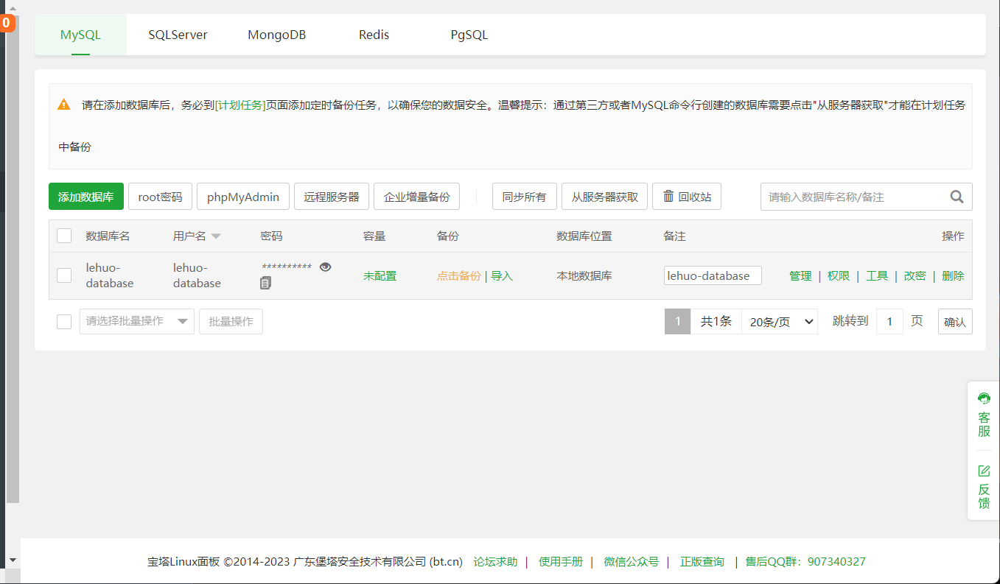 0
MySQL SQLServer MongoDB Redis PgSQL
请在添加数据库后，务必到[计划任务]页面添加定时备份任务，以确保您的数据安全。温馨提示：通过第三方或者MySQL命令行创建的数据库需要点击"从服务器获取"才能在计划任务
中备份
添加数据库 root密码 phpMyAdmin 远程服务器 企业增量备份 同步所有 从服务器获取 回收站 请输入数据库名称/备注
数据库名 用户名 密码 容量 备份 数据库位置 备注 操作
lehuo-database lehuo-database ********** 未配置 点击备份 | 导入 本地数据库 lehuo-database 管理 | 权限 | 工具 | 改密 | 删除
请选择批量操作 批量操作 1 共1条 20条/页 跳转到 1 页 确认
客服
反馈
宝塔Linux面板 ©2014-2023 广东堡塔安全技术有限公司 (bt.cn) 论坛求助 | 使用手册 | 微信公众号 | 正版查询 | 售后QQ群：907340327